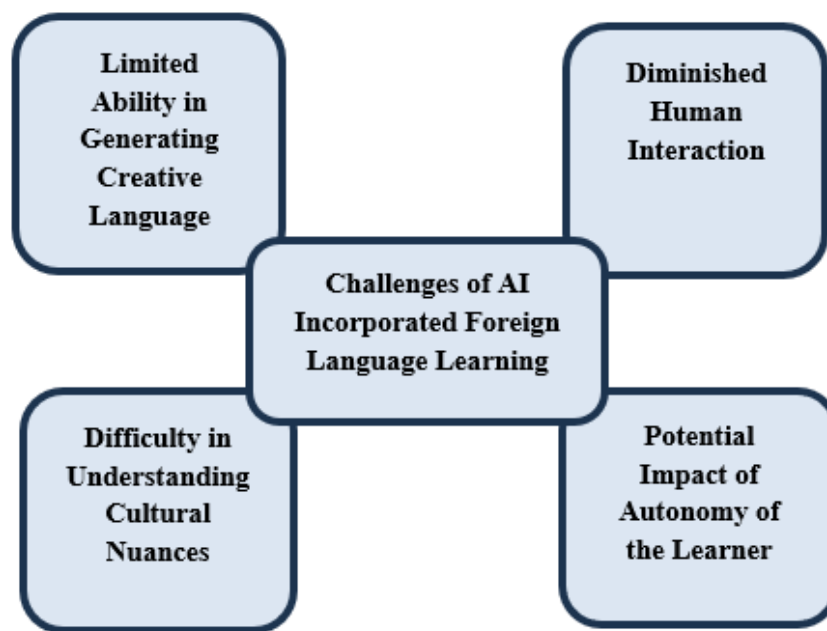 Limited
Ability in
Generating
Creative
Language
Diminished
Human
Interaction
Challenges of AI
Incorporated Foreign
Language Learning
Difficulty in
Understanding
Cultural
Nuances
Potential
Impact of
Autonomy of
the Learner